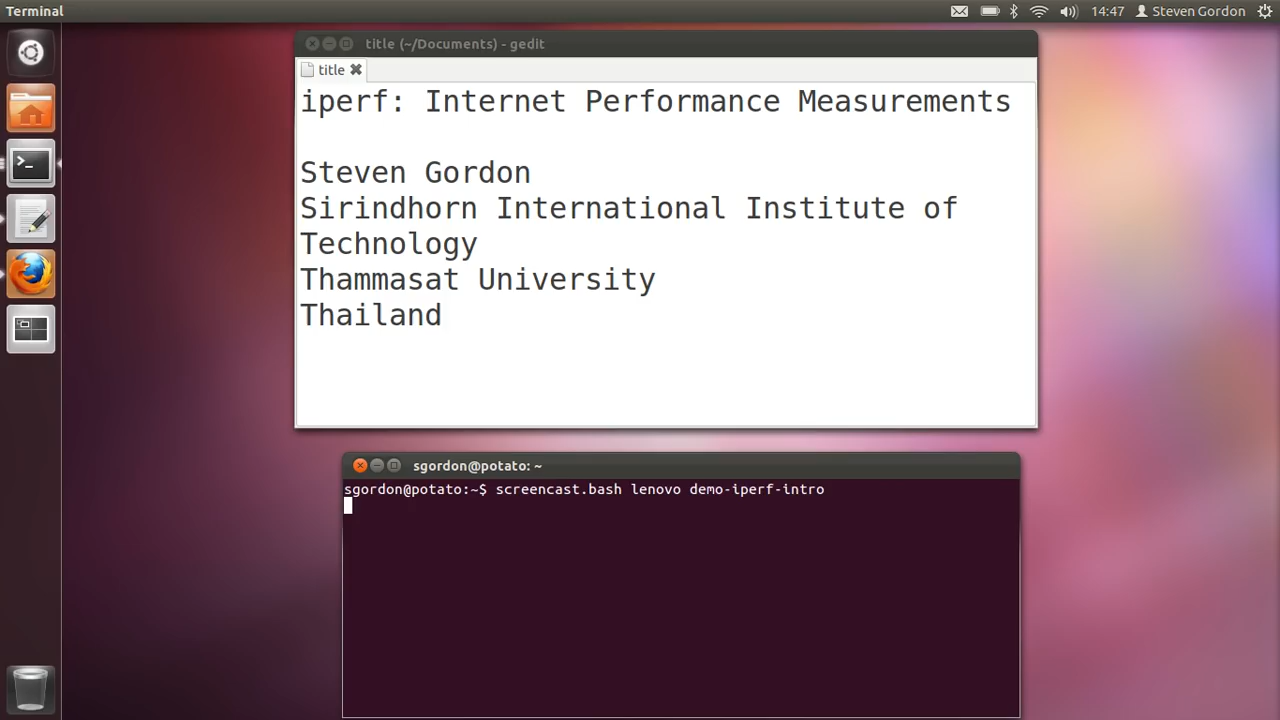 Terminal
14:47
Steven Gordon
title (~/Documents) - gedit
title
iperf: Internet Performance Measurements
Steven Gordon
Sirindhorn International Institute of
Technology
Thammasat University
Thailand
sgordon@potato: ~
sgordon@potato:~$ screencast.bash lenovo demo-iperf-intro